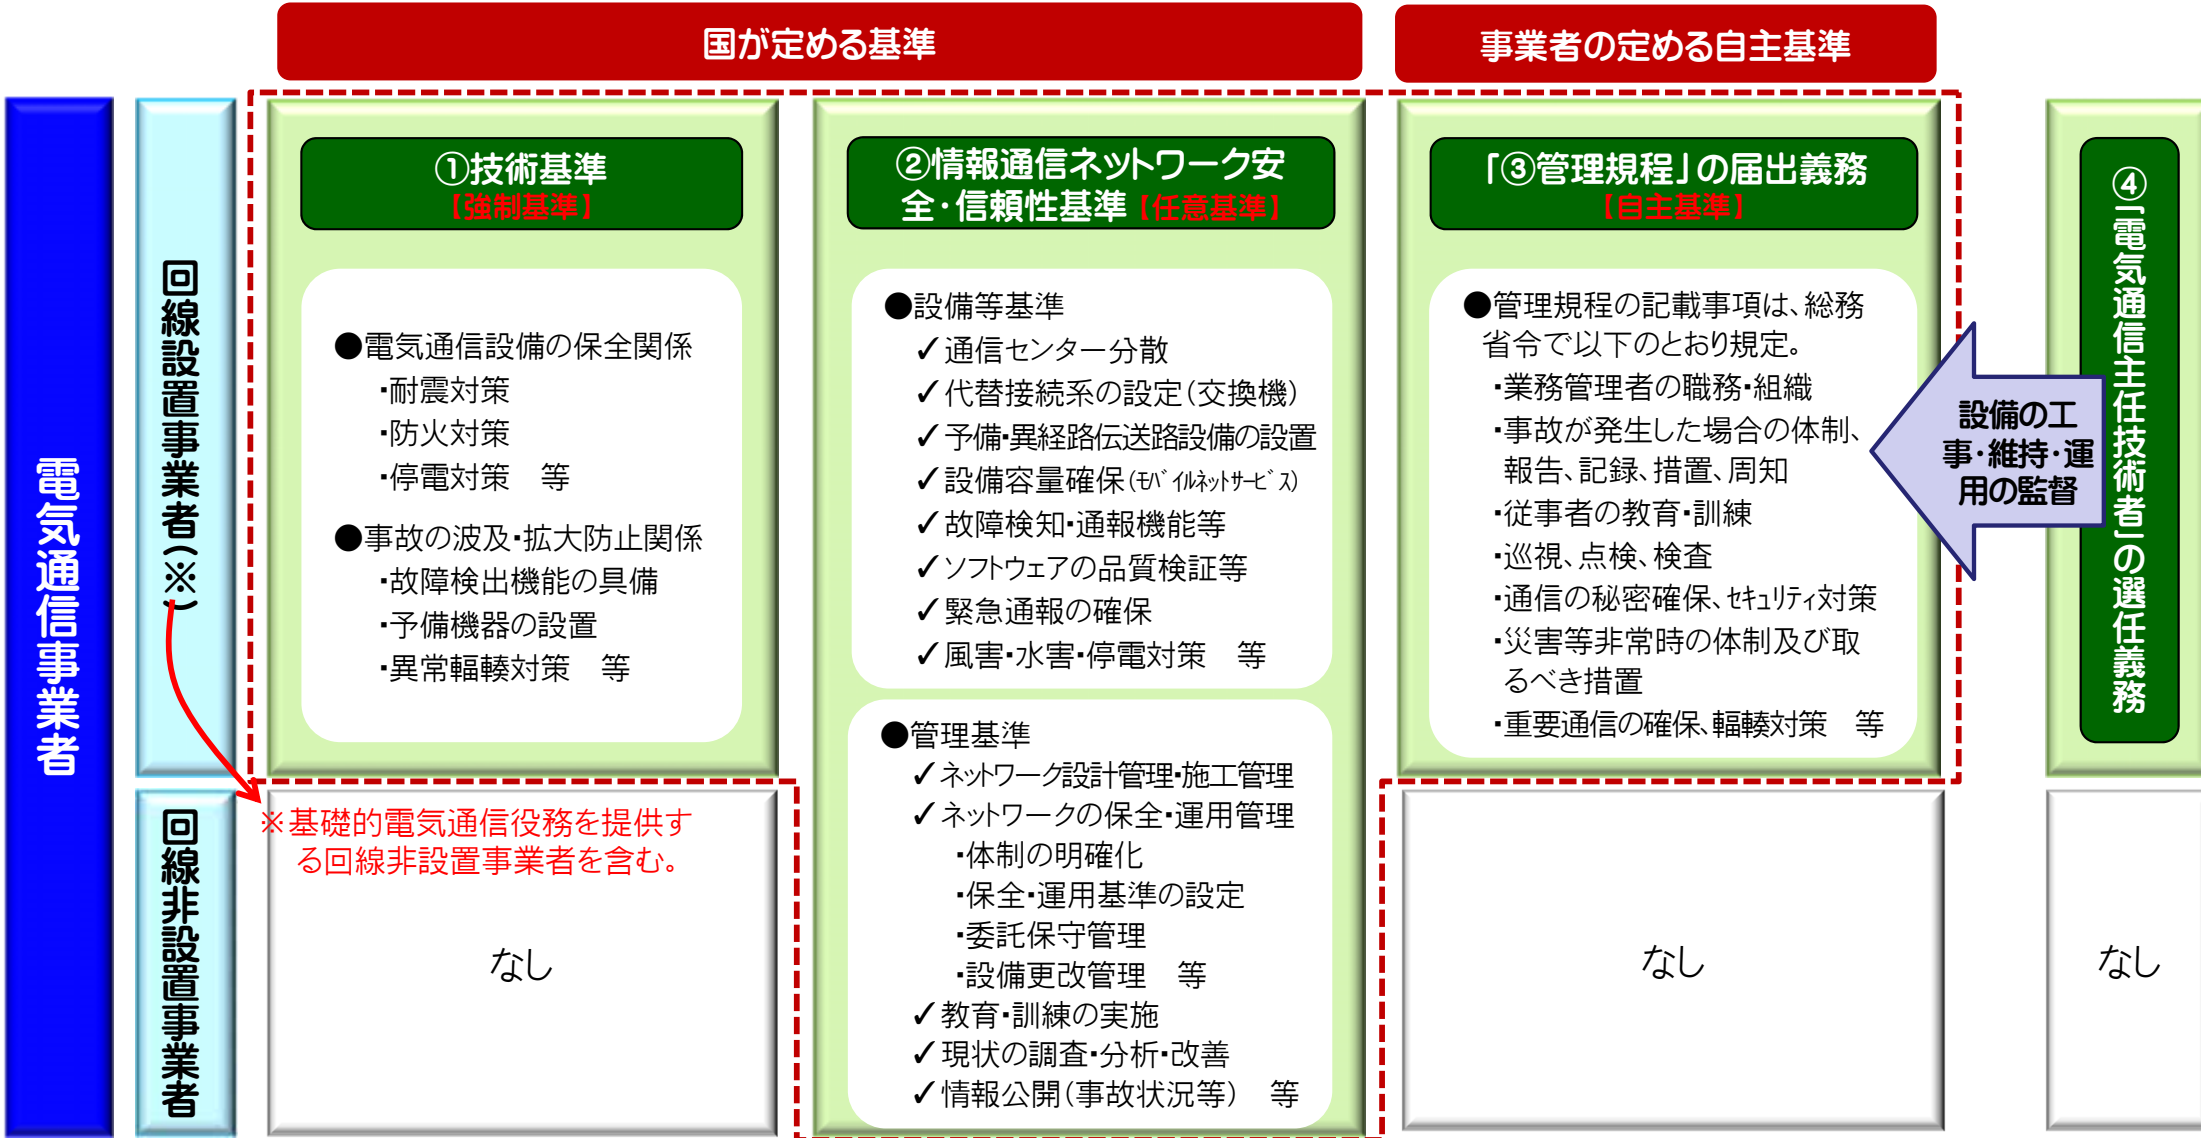 国が定める基準
事業者の定める自主基準
電気通信事業者
回線設置事業者(※)
回線非設置事業者
①技術基準
【強制基準】
●電気通信設備の保全関係
・耐震対策
・防火対策
・停電対策　等
●事故の波及・拡大防止関係
・故障検出機能の具備
・予備機器の設置
・異常輻輳対策　等
※基礎的電気通信役務を提供す
る回線非設置事業者を含む。
なし
②情報通信ネットワーク安
全・信頼性基準【任意基準】
●設備等基準
✓通信センター分散
✓代替接続系の設定(交換機)
✓予備・異経路伝送路設備の設置
✓設備容量確保(ﾓﾊﾞｲﾙﾈｯﾄｻｰﾋﾞｽ)
✓故障検知・通報機能等
✓ソフトウェアの品質検証等
✓緊急通報の確保
✓風害・水害・停電対策　等
●管理基準
✓ネットワーク設計管理・施工管理
✓ネットワークの保全・運用管理
・体制の明確化
・保全・運用基準の設定
・委託保守管理
・設備更改管理　等
✓教育・訓練の実施
✓現状の調査・分析・改善
✓情報公開(事故状況等)　等
「③管理規程」の届出義務
【自主基準】
●管理規程の記載事項は、総務
省令で以下のとおり規定。
・業務管理者の職務・組織
・事故が発生した場合の体制、
報告、記録、措置、周知
・従事者の教育・訓練
・巡視、点検、検査
・通信の秘密確保、ｾｷｭﾘﾃｨ対策
・災害等非常時の体制及び取
るべき措置
・重要通信の確保、輻輳対策　等
なし
設備の工
事・維持・運
用の監督
④「電気通信主任技術者」の選任義務
なし